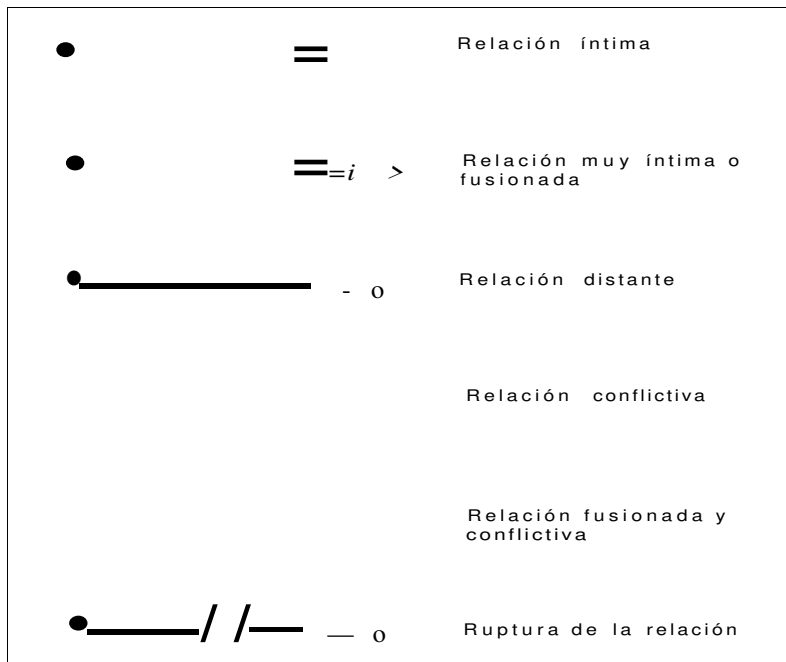 • = Relación íntima
• = =i > Relación muy íntima o
fusionada
- o Relación distante
Relación conflictiva
Relación fusionada y
conflictiva
/ / — o Ruptura de la relación